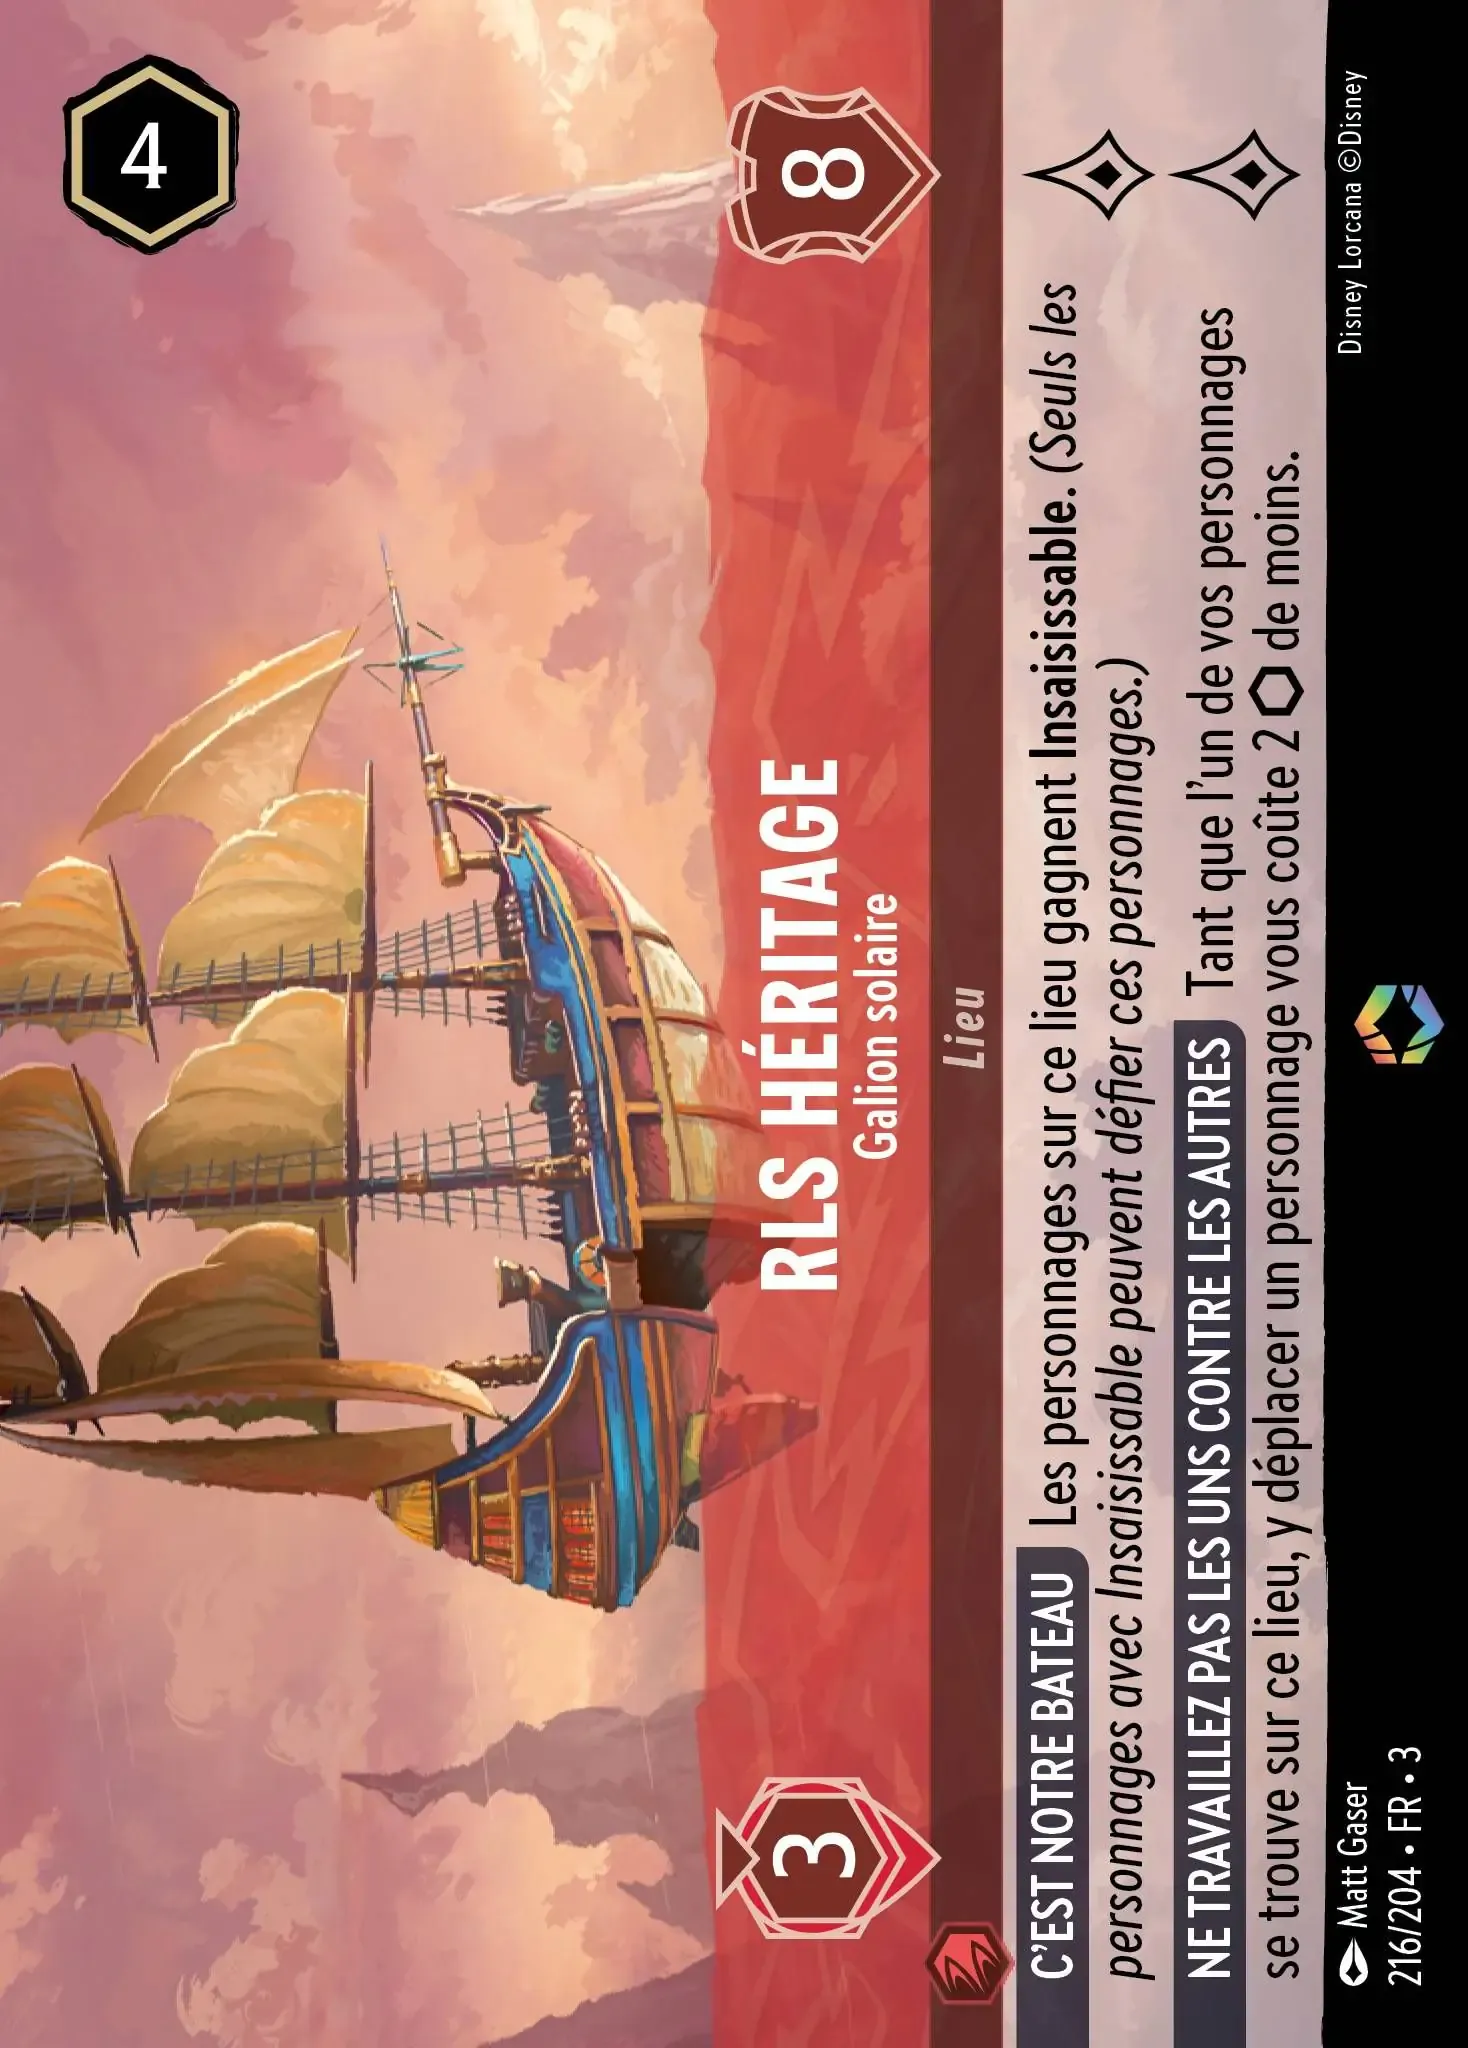 4
RLS HÉRITAGE
Galion solaire
3
8
Lieu
C'EST NOTRE BATEAU Les personnages sur ce lieu gagnent Insaisissable. (Seuls les
personnages avec Insaisissable peuvent défier ces personnages.)
NE TRAVAILLEZ PAS LES UNS CONTRE LES AUTRES Tant que l'un de vos personnages
se trouve sur ce lieu, y déplacer un personnage vous coûte 2 de moins.
Matt Gaser
216/204 • FR • 3
Disney Lorcana ©Disney